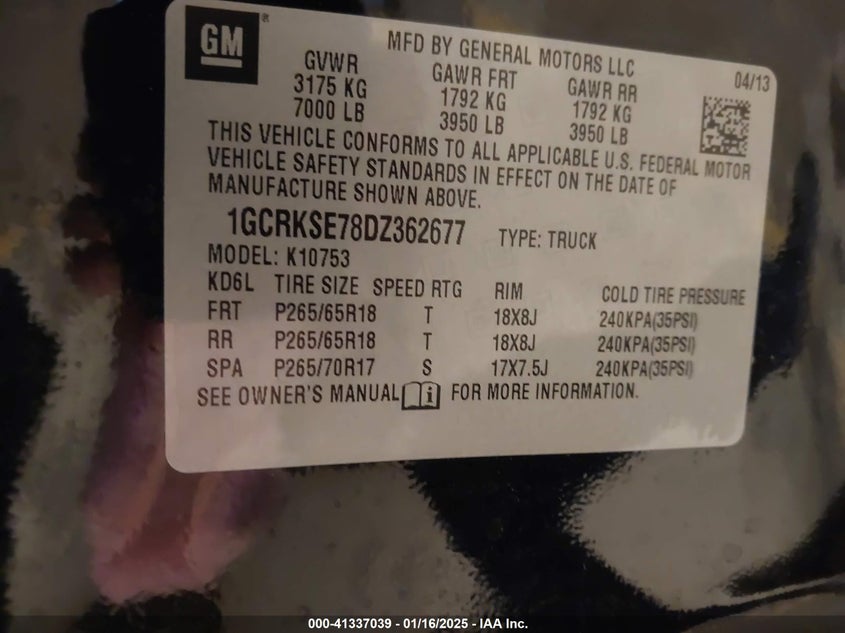 GM®
MFD BY GENERAL MOTORS LLC
04/13
GVWR GAWR FRT GAWR RR
3175 KG 1792 KG 1792 KG
7000 LB 3950 LB 3950 LB
THIS VEHICLE CONFORMS TO ALL APPLICABLE U.S. FEDERAL MOTOR
VEHICLE SAFETY STANDARDS IN EFFECT ON THE DATE OF
MANUFACTURE SHOWN ABOVE.
1GCRKSE78DZ362677 TYPE: TRUCK
MODEL: K10753
KD6L TIRE SIZE SPEED RTG RIM COLD TIRE PRESSURE
FRT P265/65R18 T 18X8J 240KPA(35PSI)
RR P265/65R18 T 18X8J 240KPA(35PSI)
SPA P265/70R17 S 17X7.5J 240KPA(35PSI)
SEE OWNER'S MANUAL FOR MORE INFORMATION.
000-41337039 - 01/16/2025 - IAA Inc.